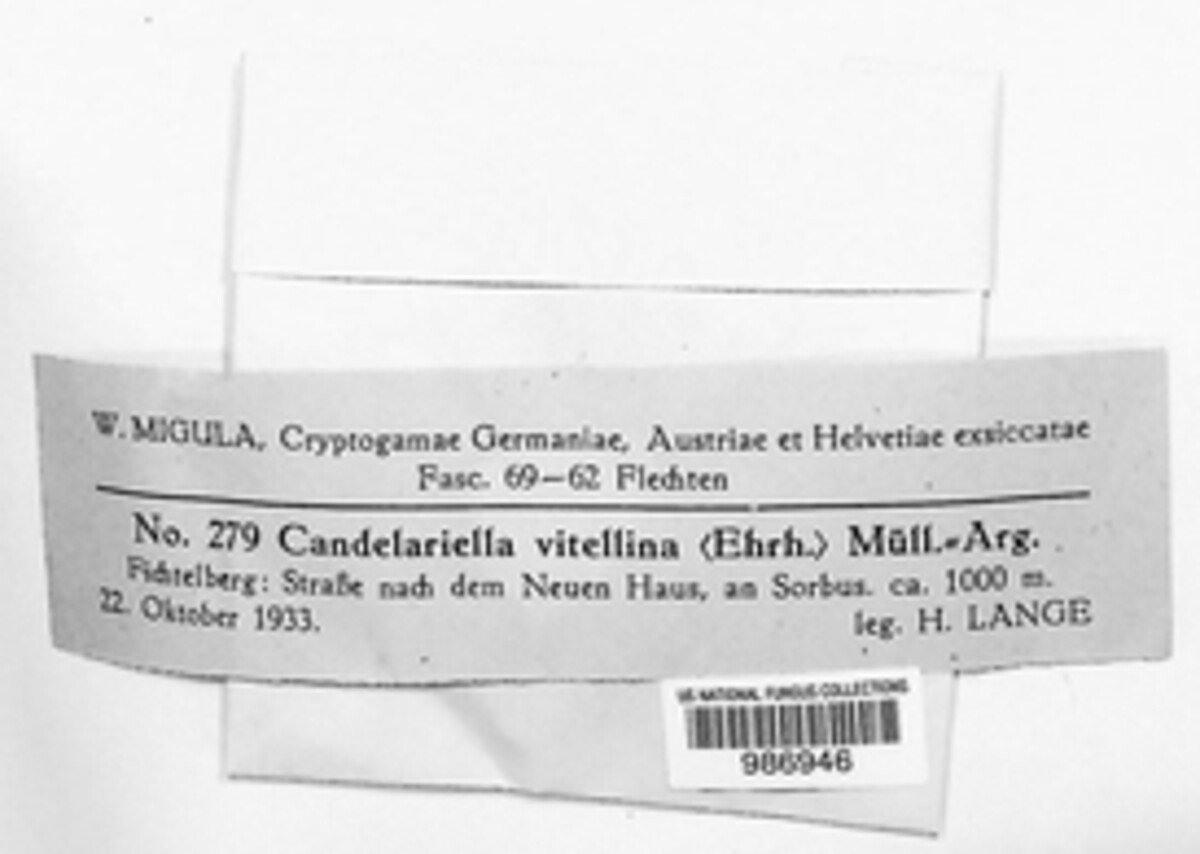 W. MIGULA, Cryptogamae Germaniae, Austriae et Helvetiae exsiccatae
Fasc. 69—62 Flechten
No. 279 Candelariella vitellina (Ehrh.) Müll.-Arg.
Fichtelberg: Straße nach dem Neuen Haus, an Sorbus. ca. 1000 m.
22. Oktober 1933. leg. H. LANGE
US NATIONAL FUNGUS COLLECTIONS
986946